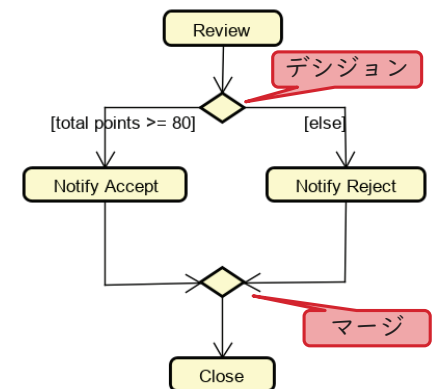 Review
デシジョン
[total points >= 80]
[else]
Notify Accept
Notify Reject
マージ
Close